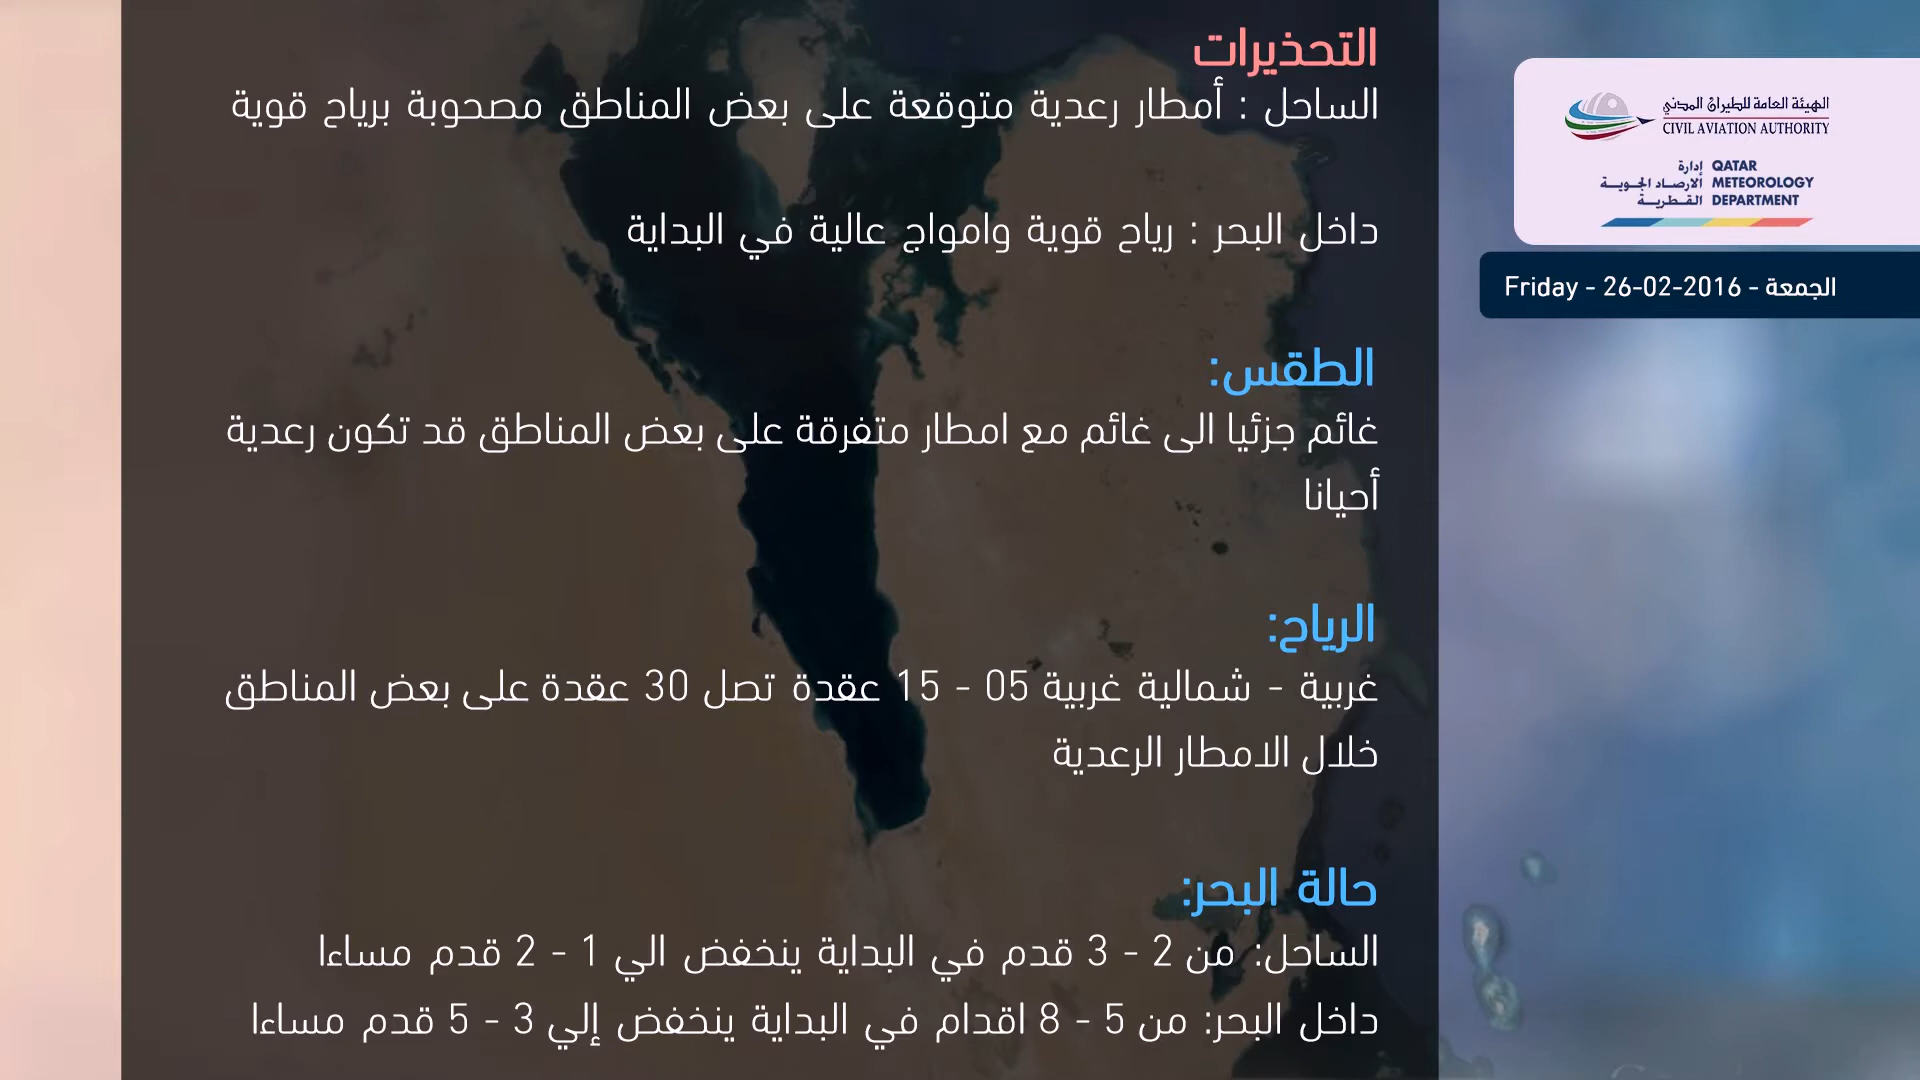 التحذيرات
الساحل : أمطار رعدية متوقعة على بعض المناطق مصحوبة برياح قوية
داخل البحر : رياح قوية وامواج عالية في البداية
الطقس:
غائم جزئيا الى غائم مع امطار متفرقة على بعض المناطق قد تكون رعدية
أحيانا
الرياح:
غربية - شمالية غربية 05 - 15 عقدة تصل 30 عقدة على بعض المناطق
خلال الامطار الرعدية
حالة البحر:
الساحل: من 2 - 3 قدم في البداية ينخفض الي 1 - 2 قدم مساءا
داخل البحر: من 5 - 8 اقدام في البداية ينخفض إلي 3 - 5 قدم مساءا
الهيئة العامة للطيران المدني
CIVIL AVIATION AUTHORITY
إدارة QATAR
الارصاد الجوية METEOROLOGY
القطرية DEPARTMENT
Friday - 26-02-2016 - الجمعة